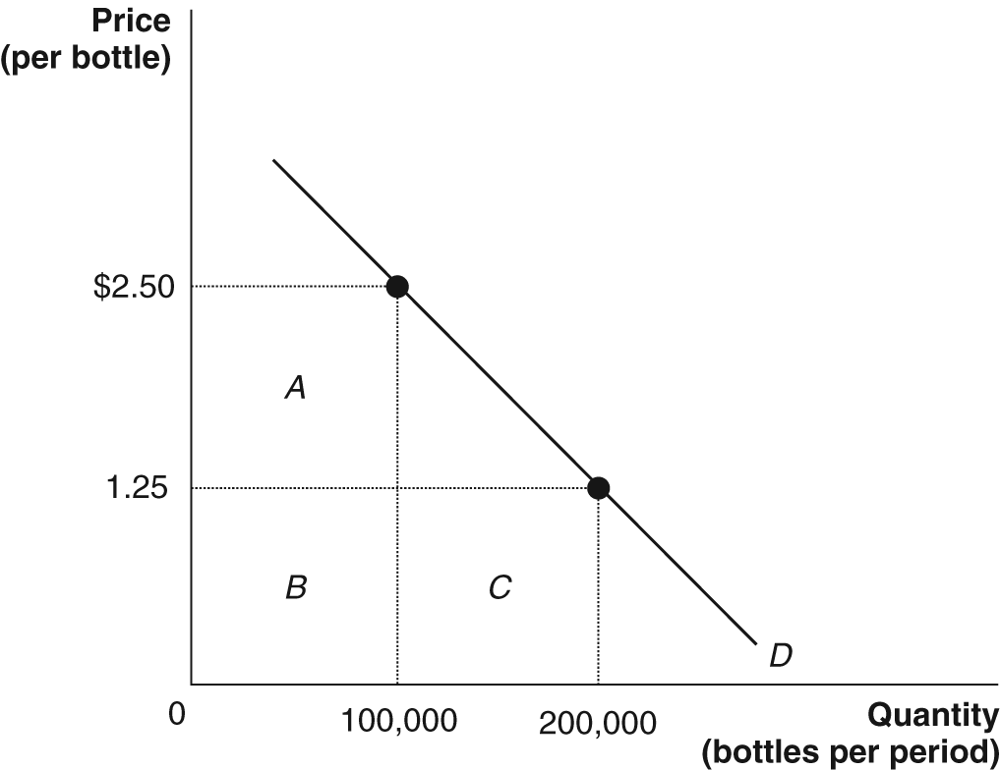 Price
(per bottle)
$2.50
A
1.25
B
C
D
0
100,000
200,000
Quantity
(bottles per period)